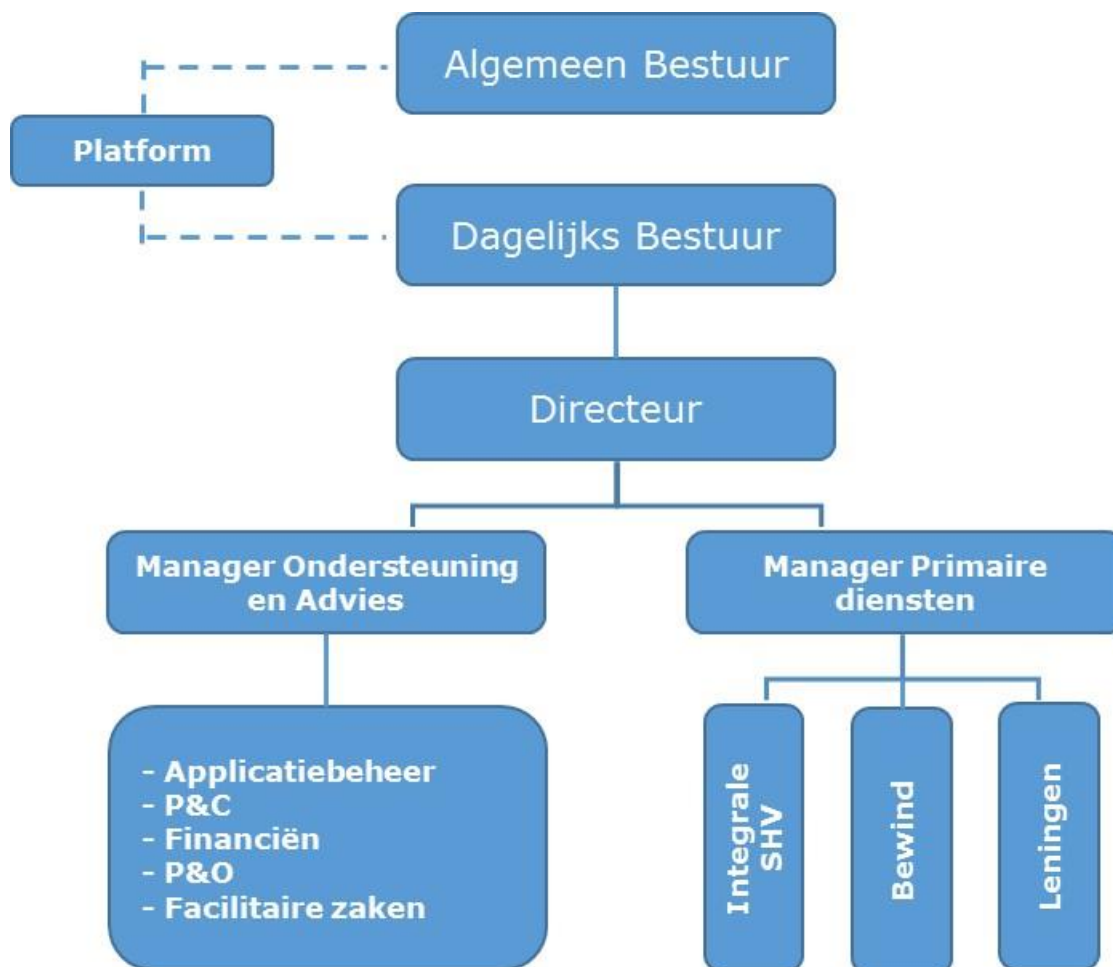 Algemeen Bestuur
Platform
Dagelijks Bestuur
Directeur
Manager Ondersteuning
en Advies
Manager Primaire
diensten
- Applicatiebeheer
- P&C
- Financiën
- P&O
- Facilitaire zaken
Integrale
SHV
Bewind
Leningen